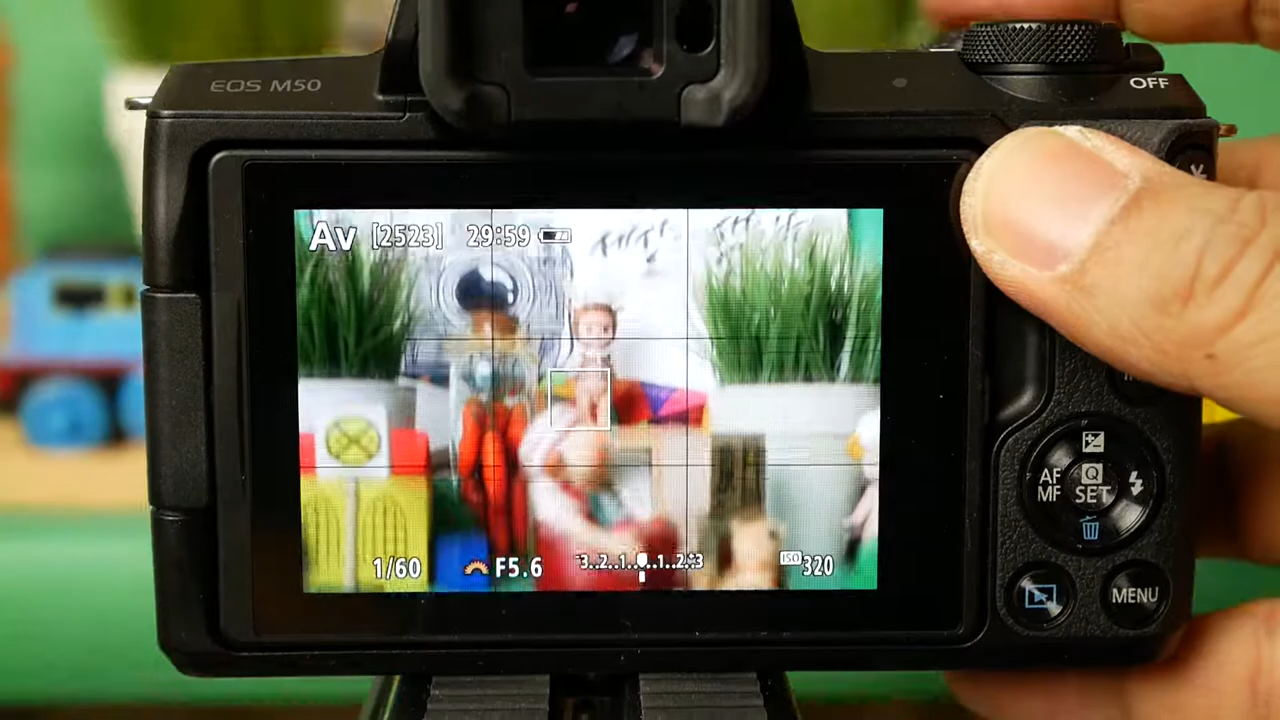 EOS M50
OFF
Av [2523] 29:59
1/60 F5.6 -3..2..1..0..1..2..3 ISO 320
AF
MF
Q
SET
MENU